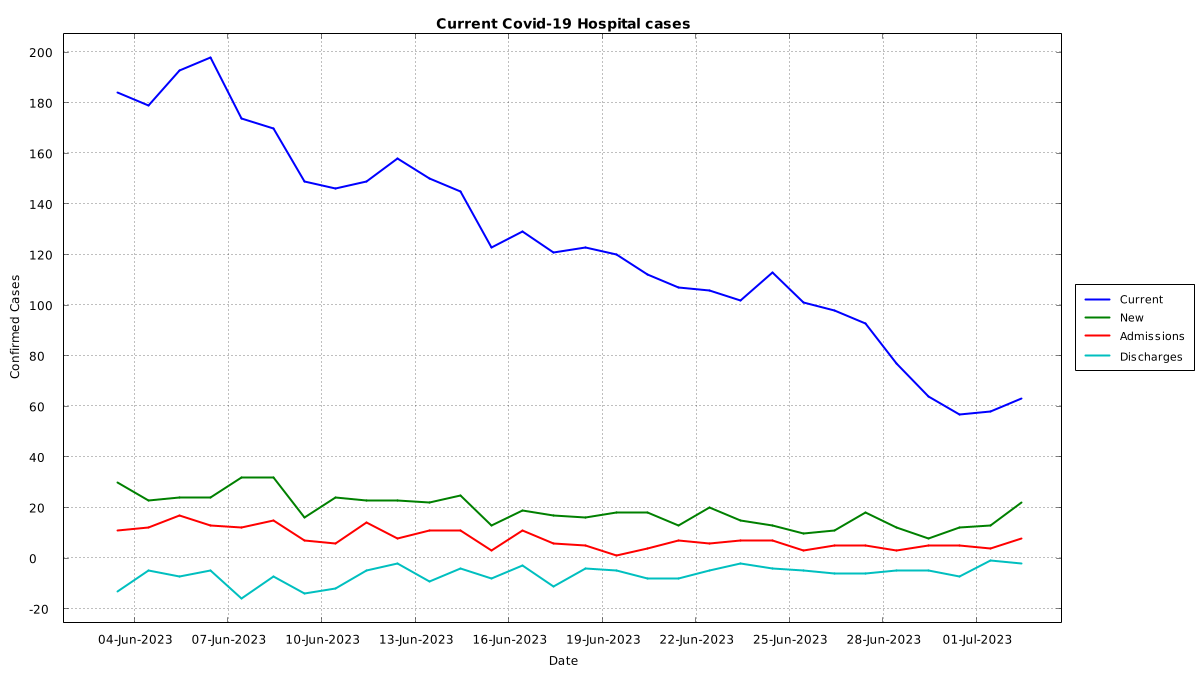 Current Covid-19 Hospital cases
200
180
160
140
120
100
80
60
40
20
0
-20
Confirmed Cases
04-Jun-2023 07-Jun-2023 10-Jun-2023 13-Jun-2023 16-Jun-2023 19-Jun-2023 22-Jun-2023 25-Jun-2023 28-Jun-2023 01-Jul-2023
Date
Current
New
Admissions
Discharges